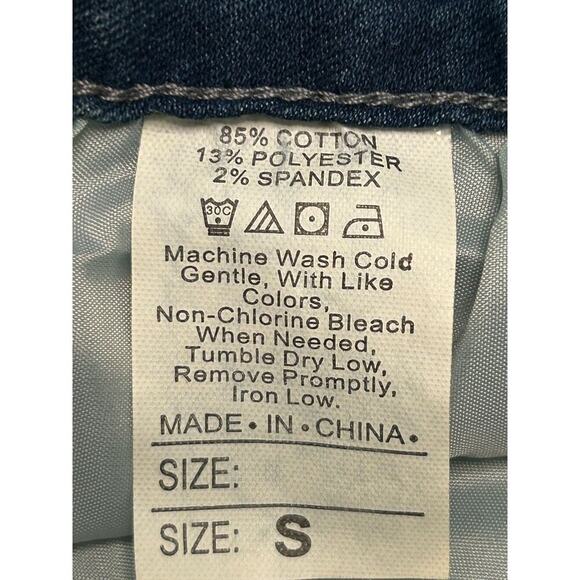 85% COTTON
13% POLYESTER
2% SPANDEX
30C
Machine Wash Cold
Gentle, With Like
Colors,
Non-Chlorine Bleach
When Needed,
Tumble Dry Low,
Remove Promptly,
Iron Low.
MADE•IN•CHINA•
SIZE:
SIZE: S